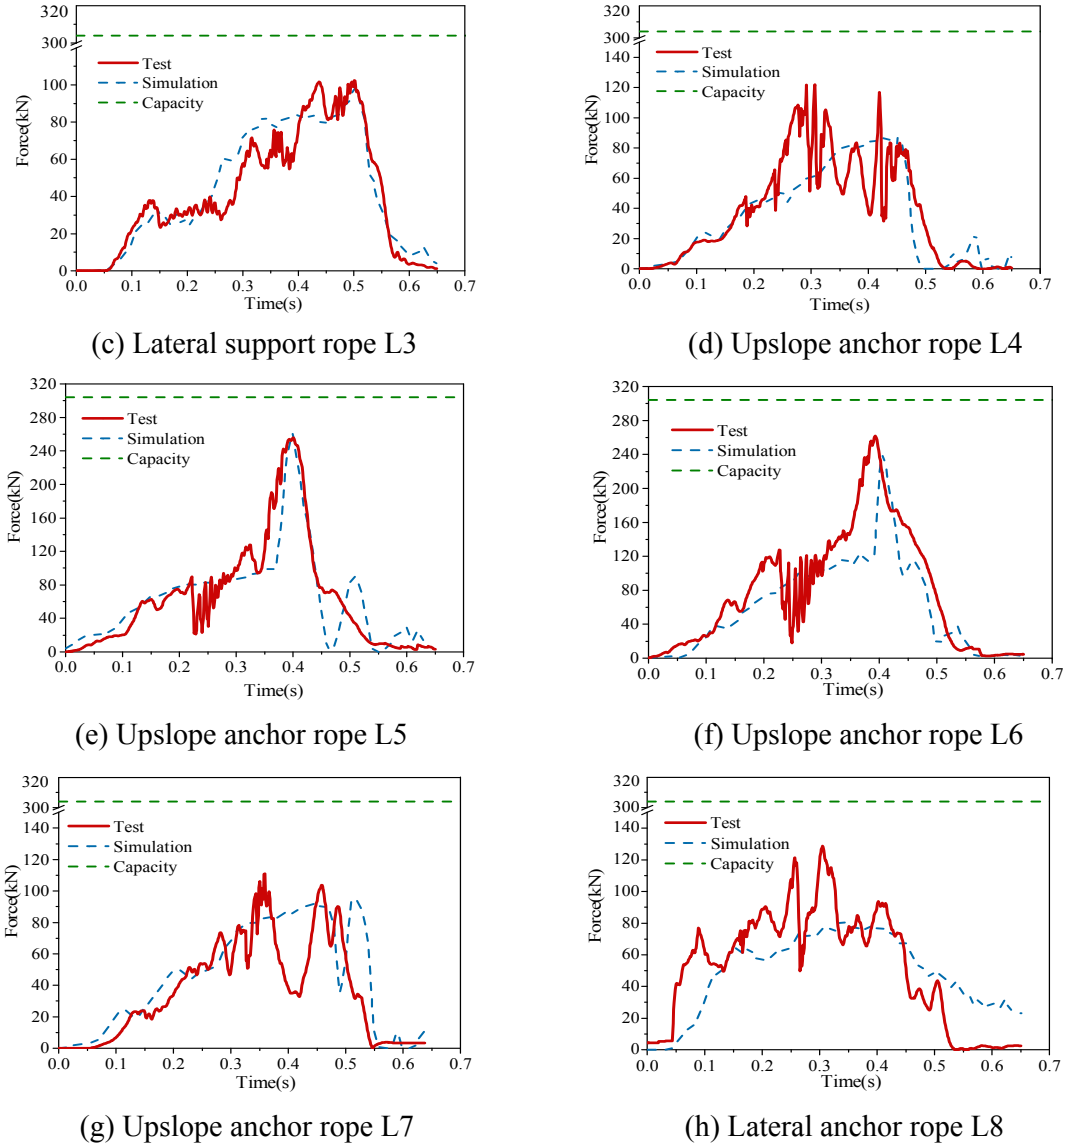 320
300
100
80
60
40
20
0
Force(kN)
Test
Simulation
Capacity
0.0 0.1 0.2 0.3 0.4 0.5 0.6 0.7
Time(s)
(c) Lateral support rope L3
320
300
140
120
100
80
60
40
20
0
Force(kN)
Test
Simulation
Capacity
0.0 0.1 0.2 0.3 0.4 0.5 0.6 0.7
Time(s)
(d) Upslope anchor rope L4
320
280
240
200
160
120
80
40
0
Force(kN)
Test
Simulation
Capacity
0.0 0.1 0.2 0.3 0.4 0.5 0.6 0.7
Time(s)
(e) Upslope anchor rope L5
320
280
240
200
160
120
80
40
0
Force(kN)
Test
Simulation
Capacity
0.0 0.1 0.2 0.3 0.4 0.5 0.6 0.7
Time(s)
(f) Upslope anchor rope L6
320
300
140
120
100
80
60
40
20
0
Force(kN)
Test
Simulation
Capacity
0.0 0.1 0.2 0.3 0.4 0.5 0.6 0.7
Time(s)
(g) Upslope anchor rope L7
320
300
140
120
100
80
60
40
20
0
Force(kN)
Test
Simulation
Capacity
0.0 0.1 0.2 0.3 0.4 0.5 0.6 0.7
Time(s)
(h) Lateral anchor rope L8